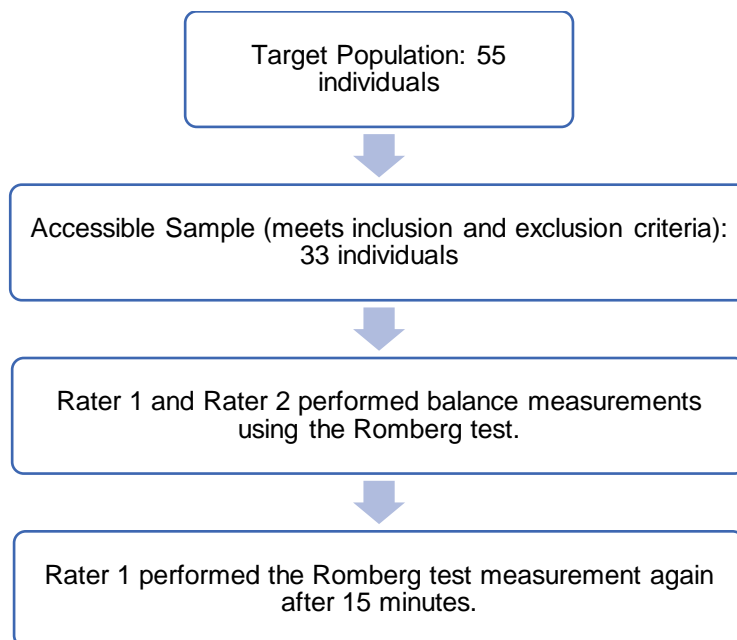 Target Population: 55
individuals
Accessible Sample (meets inclusion and exclusion criteria):
33 individuals
Rater 1 and Rater 2 performed balance measurements
using the Romberg test.
Rater 1 performed the Romberg test measurement again
after 15 minutes.